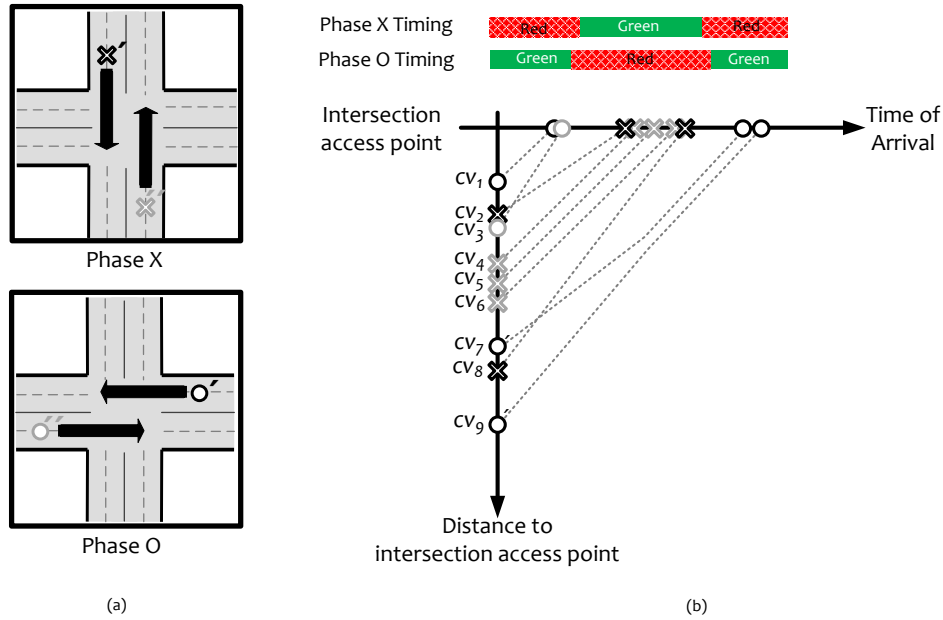 Phase X
Phase O
(a)
Phase X Timing
Red
Green
Red
Phase O Timing
Green
Red
Green
Intersection
access point
Time of
Arrival
cv1
cv2
cv3
cv4
cv5
cv6
cv7
cv8
cv9
Distance to
intersection access point
(b)